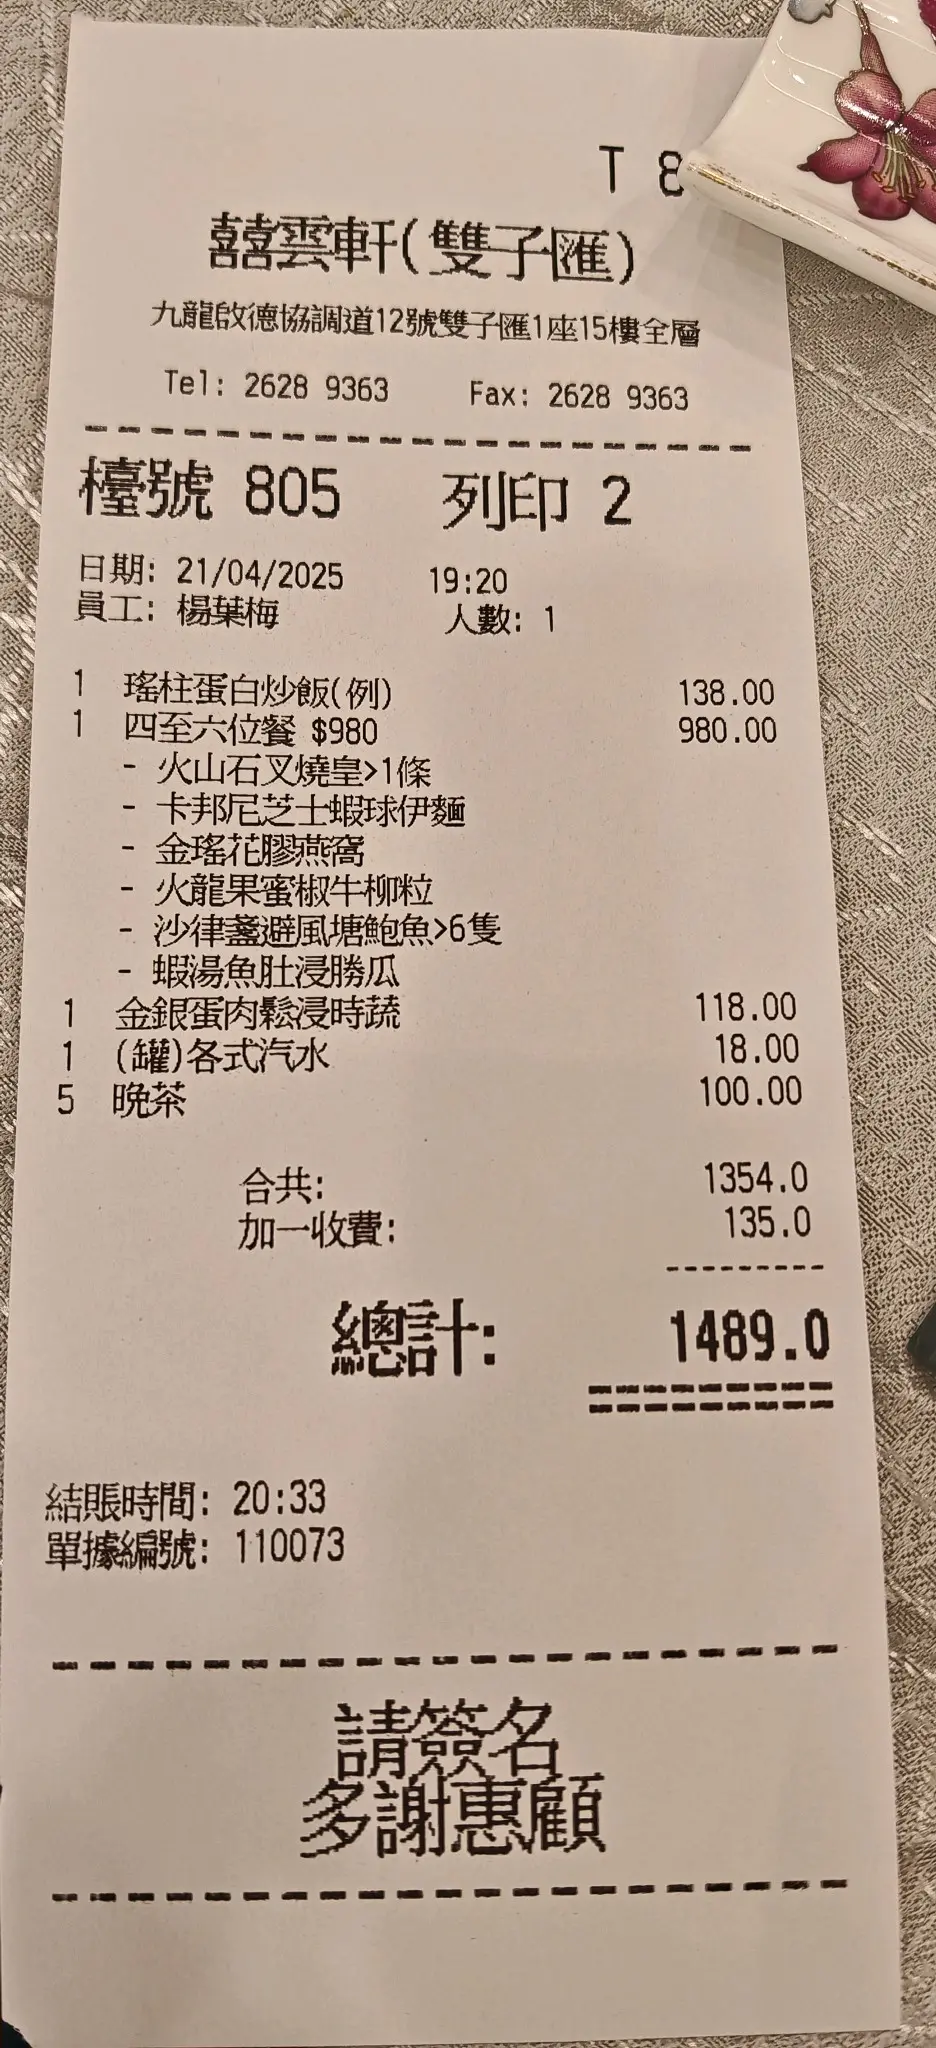 T 8
囍雲軒(雙子匯)
九龍啟德協調道12號雙子匯1座15樓全層
Tel: 2628 9363 Fax: 2628 9363
檯號 805 列印 2
日期: 21/04/2025 19:20
員工: 楊葉梅 人數: 1
1 瑤柱蛋白炒飯(例) 138.00
1 四至六位餐 $980 980.00
- 火山石叉燒皇>1條
- 卡邦尼芝士蝦球伊麵
- 金瑤花膠燕窩
- 火龍果蜜椒牛柳粒
- 沙律盞避風塘鮑魚>6隻
- 蝦湯魚肚浸勝瓜
1 金銀蛋肉鬆浸時蔬 118.00
1 (罐)各式汽水 18.00
5 晚茶 100.00
合共: 1354.0
加一收費: 135.0
總計: 1489.0
結賬時間: 20:33
單據編號: 110073
請簽名
多謝惠顧